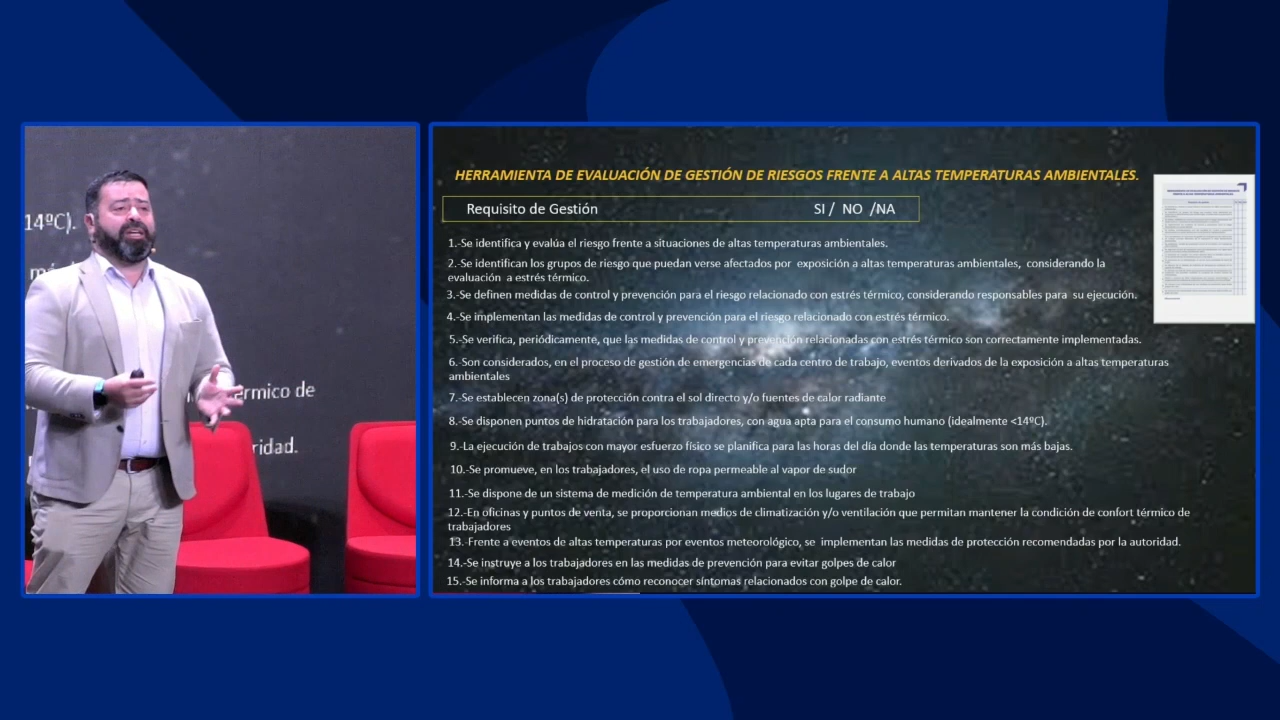 14ºC).
HERRAMIENTA DE EVALUACIÓN DE GESTIÓN DE RIESGOS FRENTE A ALTAS TEMPERATURAS AMBIENTALES.
Requisito de Gestión SI / NO /NA
1.-Se identifica y evalua el riesgo frente a situaciones de altas temperaturas ambientales.
2.-Se identifican los grupos de riesgo que puedan verse afectados por exposición a altas temperaturas ambientales, considerando la
evaluación a estrés térmico.
3.-Se definen medidas de control y prevención para el riesgo relacionado con estrés térmico, considerando responsables para su ejecución.
4.-Se implementan las medidas de control y prevención para el riesgo relacionado con estrés térmico.
5.-Se verifica, periódicamente, que las medidas de control y prevención relacionadas con estrés térmico son correctamente implementadas.
6.-Son considerados, en el proceso de gestión de emergencias de cada centro de trabajo, eventos derivados de la exposición a altas temperaturas
ambientales
7.-Se establecen zona(s) de protección contra el sol directo y/o fuentes de calor radiante
8.-Se disponen puntos de hidratación para los trabajadores, con agua apta para el consumo humano (idealmente <14ºC).
9.-La ejecución de trabajos con mayor esfuerzo físico se planifica para las horas del día donde las temperaturas son más bajas.
10.-Se promueve, en los trabajadores, el uso de ropa permeable al vapor de sudor
11.-Se dispone de un sistema de medición de temperatura ambiental en los lugares de trabajo
12.-En oficinas y puntos de venta, se proporcionan medios de climatización y/o ventilación que permitan mantener la condición de confort térmico de
trabajadores
13.-Frente a eventos de altas temperaturas por eventos meteorológico, se implementan las medidas de protección recomendadas por la autoridad.
14.-Se instruye a los trabajadores en las medidas de prevención para evitar golpes de calor
15.-Se informa a los trabajadores cómo reconocer síntomas relacionados con golpe de calor.
érmico de
ridad.